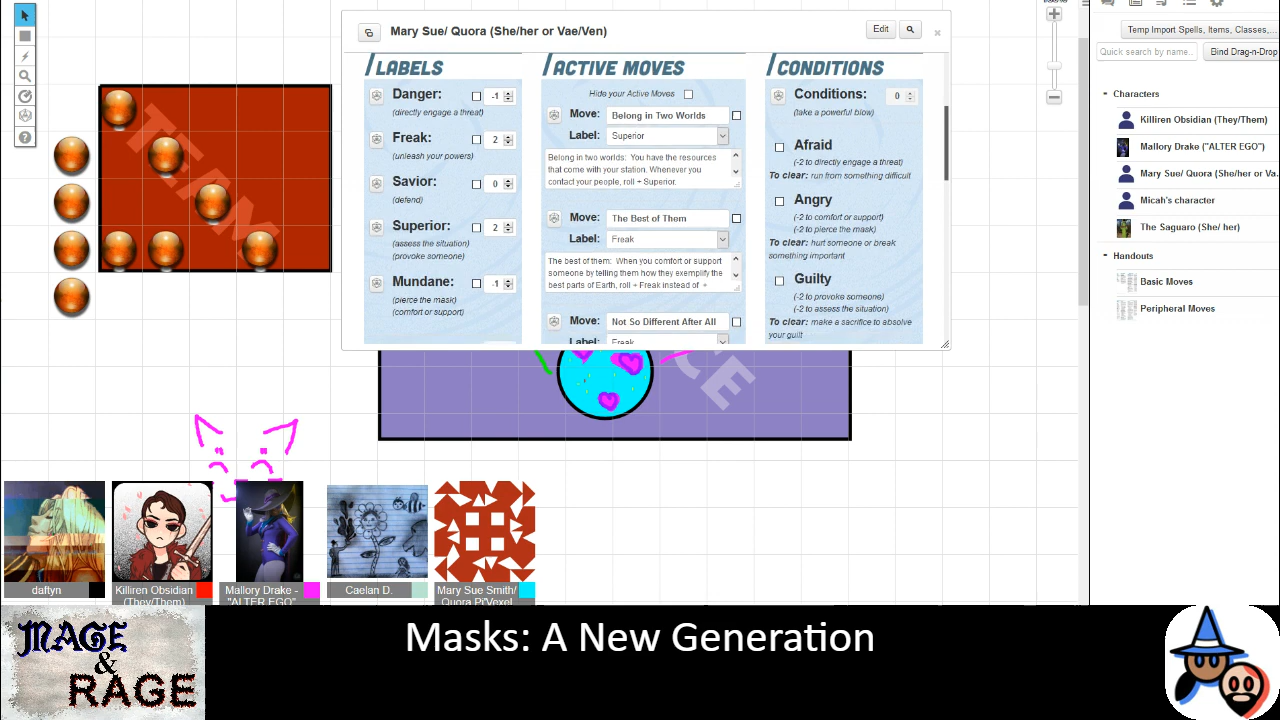 Mary Sue/ Quora (She/her or Vae/Ven)
Edit
Temp Import Spells, Items, Classes,...
Quick search by name...
Bind Drag-n-Drop
LABELS
Danger:
-1
(directly engage a threat)
Freak:
2
(unleash your powers)
Savior:
0
(defend)
Superior:
2
(assess the situation)
(provoke someone)
Mundane:
-1
(pierce the mask)
(comfort or support)
ACTIVE MOVES
Hide your Active Moves
Move: Belong in Two Worlds
Label: Superior
Belong in two worlds: You have the resources
that come with your station. Whenever you
contact your people, roll + Superior.
Move: The Best of Them
Label: Freak
The best of them: When you comfort or support
someone by telling them how they exemplify the
best parts of Earth, roll + Freak instead of +
Move: Not So Different After All
Label: Freak
CONDITIONS
Conditions:
0
(take a powerful blow)
Afraid
(-2 to directly engage a threat)
To clear: run from something difficult
Angry
(-2 to comfort or support)
(-2 to pierce the mask)
To clear: hurt someone or break
something important
Guilty
(-2 to provoke someone)
(-2 to assess the situation)
To clear: make a sacrifice to absolve
your guilt
Characters
Killiren Obsidian (They/Them)
Mallory Drake ("ALTER EGO")
Mary Sue/ Quora (She/her or Va...
Micah's character
The Saguaro (She/ her)
Handouts
Basic Moves
Peripheral Moves
TEAM
CE
daftyn
Killiren Obsidian
(They/Them)
Mallory Drake -
"ALTER EGO"
Caelan D.
Mary Sue Smith/
Quora Pi'Vexel
MAGE
&
RAGE
Masks: A New Generation